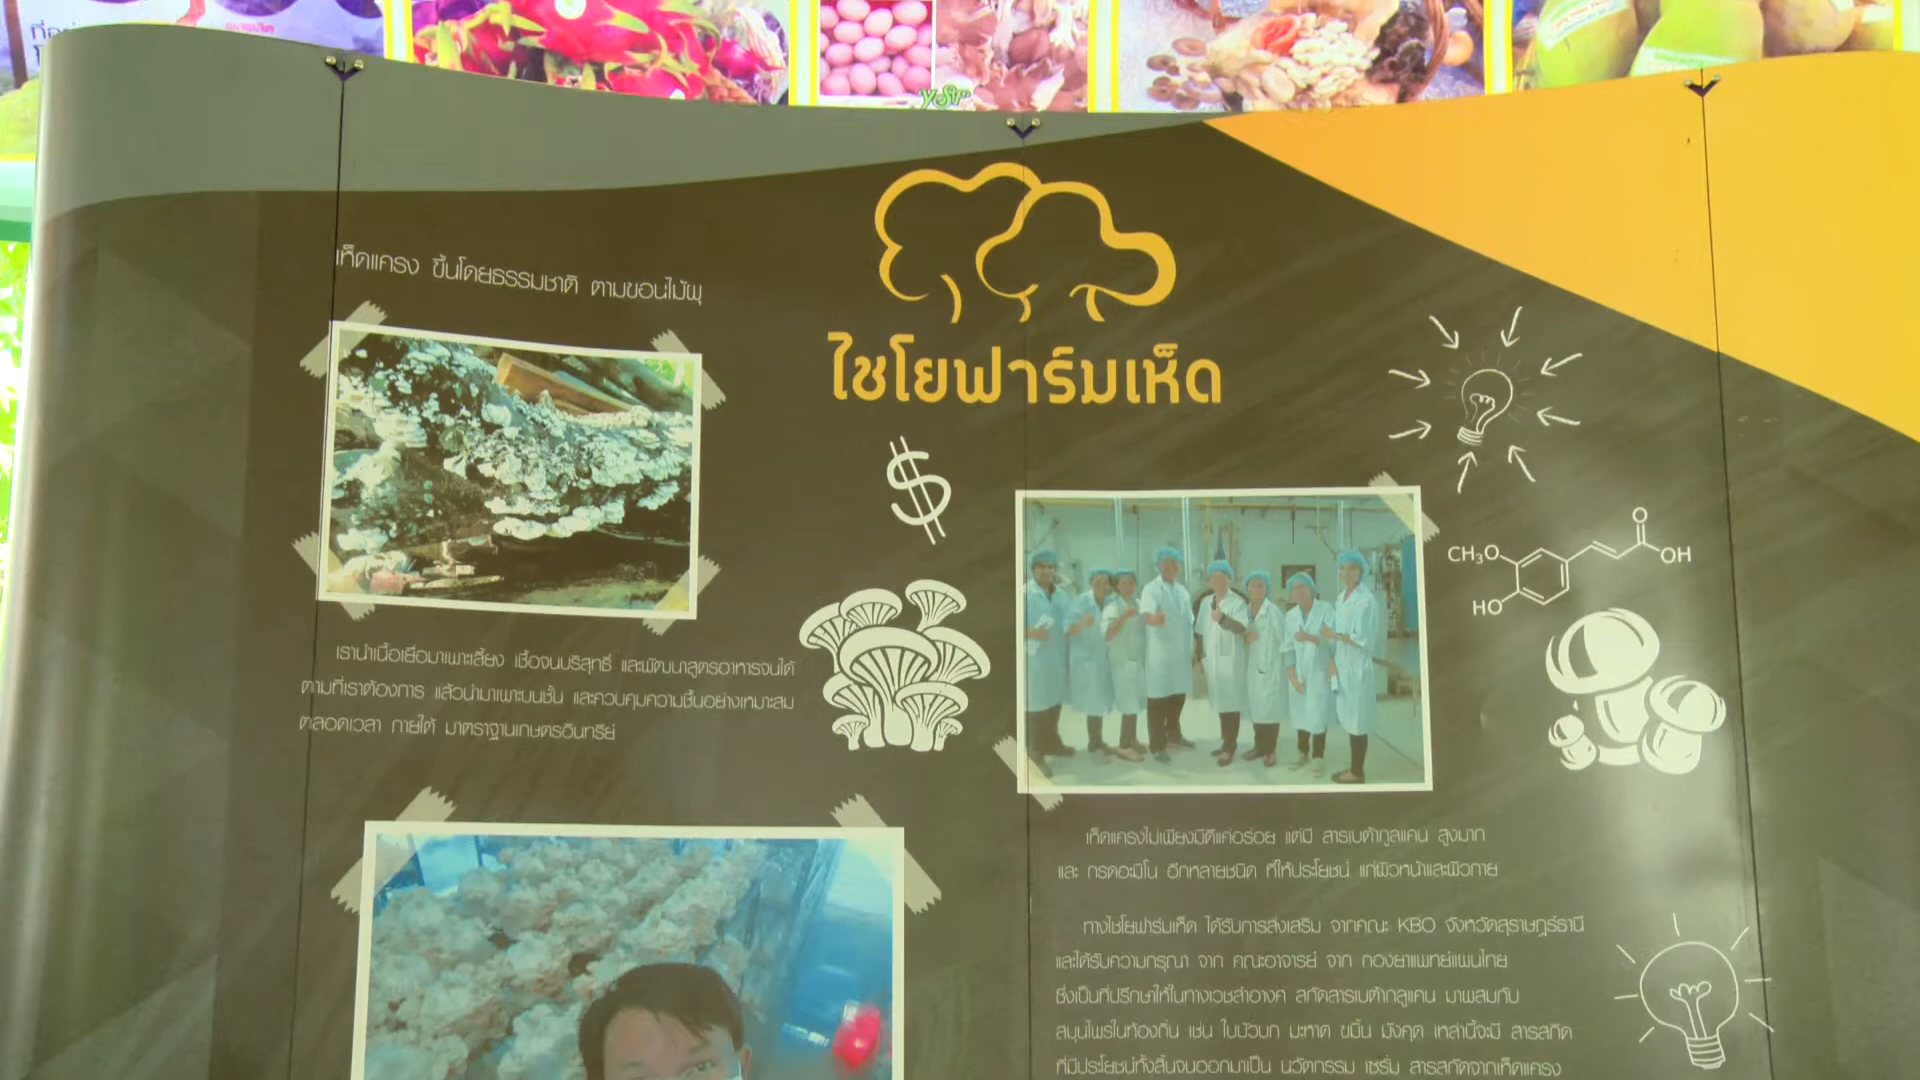 ไชโยฟาร์มเห็ด
เห็ดแครง ขึ้นโดยธรรมชาติ ตามขอนไม้ผุ
เรานำเนื้อเยื่อมาเพาะเลี้ยง เชื้อจนบริสุทธิ์ และพัฒนาสูตรอาหารจนได้
ตามที่เราต้องการ แล้วนำมาเพาะบนชั้น และควบคุมความชื้นอย่างเหมาะสม
ตลอดเวลา ภายใต้ มาตราฐานเกษตรอินทรีย์
$
O
CH₃O
OH
HO
เห็ดแครงไม่เพียงมีดีแค่อร่อย แต่มี สารเบต้ากูลแคน สูงมาก
และ กรดอะมิโน อีกหลายชนิด ที่ให้ประโยชน์ แก่ผิวหน้าและผิวกาย
ทางไชโยฟาร์มเห็ด ได้รับการส่งเสริม จากคณะ KBO จังหวัดสุราษฎร์ธานี
และได้รับความกรุณา จาก คณะอาจารย์ จาก กองยาแพทย์แผนไทย
ซึ่งเป็นที่ปรึกษาให้ในทางเวชสำอางค์ สกัดสารเบต้ากลูแคน มาผสมกับ
สมุนไพรในท้องถิ่น เช่น ใบบัวบก มะหาด ขมิ้น มังคุด เหล่านี้จะมี สารสกัด
ที่มีประโยชน์ทั้งสิ้นจนออกมาเป็น นวัตกรรม เซรั่ม สารสกัดจากเห็ดแครง